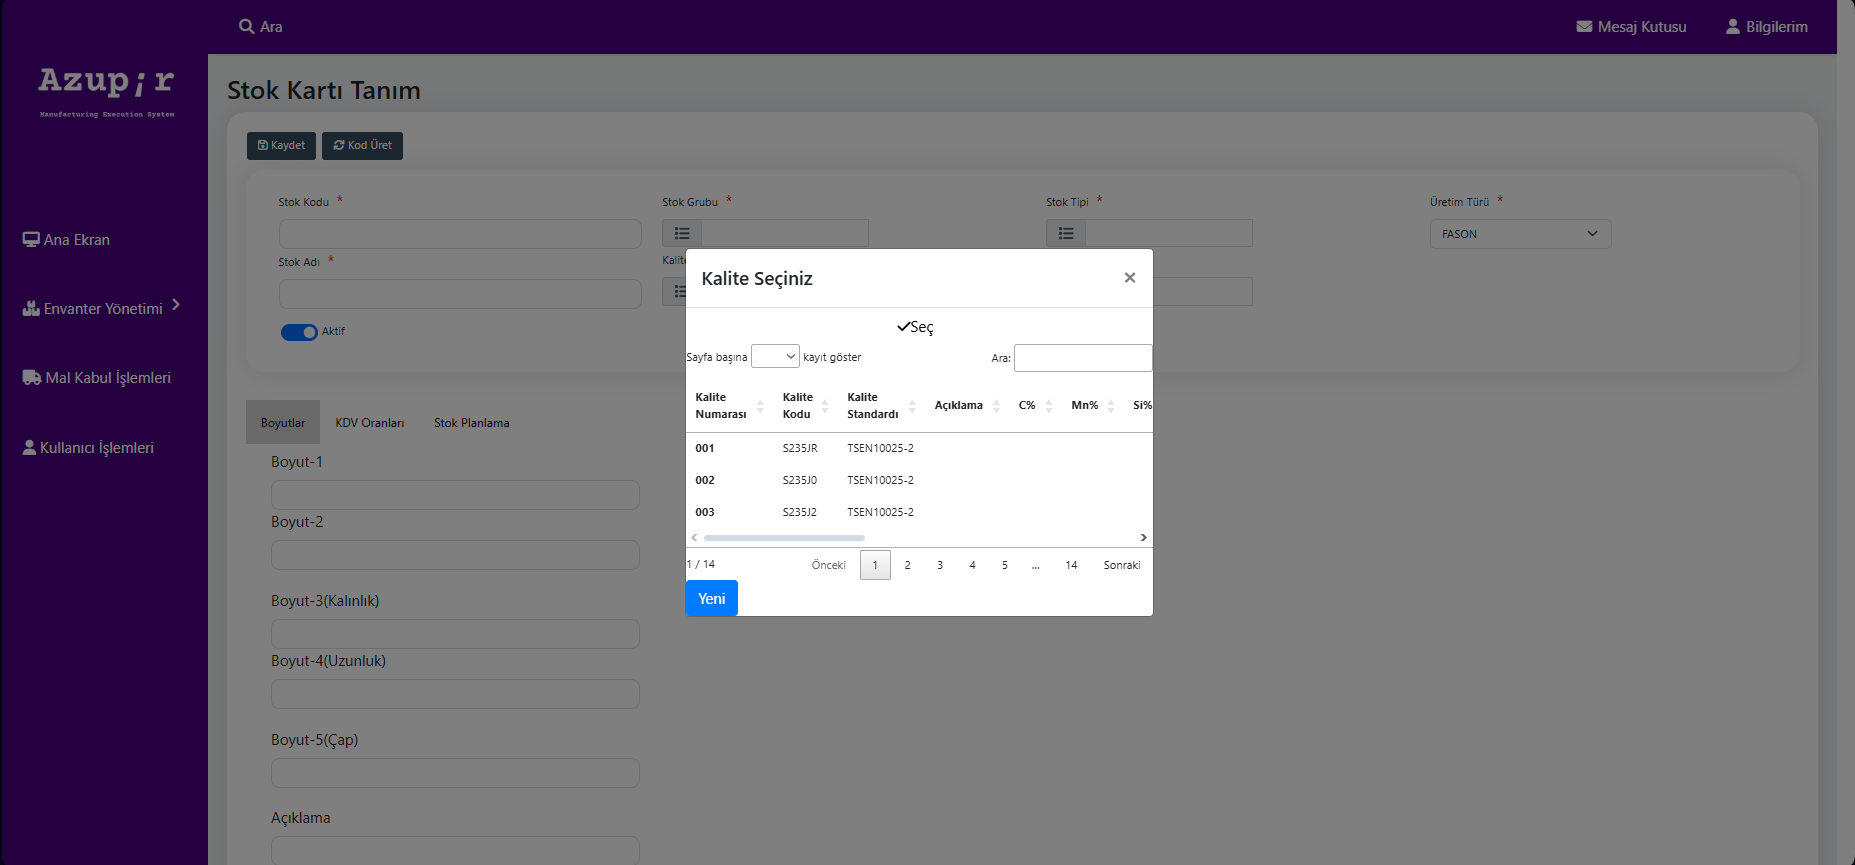 Ara
Mesaj Kutusu
Bilgilerim
Azup¡r
Manufacturing Execution System
Ana Ekran
Envanter Yönetimi
Mal Kabul İşlemleri
Kullanıcı İşlemleri
Stok Kartı Tanım
Kaydet
Kod Üret
Stok Kodu *
Stok Grubu *
Stok Tipi *
Üretim Türü *
FASON
Stok Adı *
Kalite
Aktif
Boyutlar
KDV Oranları
Stok Planlama
Boyut-1
Boyut-2
Boyut-3(Kalınlık)
Boyut-4(Uzunluk)
Boyut-5(Çap)
Açıklama
Kalite Seçiniz
×
Seç
Sayfa başına kayıt göster
Ara:
Kalite Numarası Kalite Kodu Kalite Standardı Açıklama C% Mn% Si%
001 S235JR TSEN10025-2
002 S235J0 TSEN10025-2
003 S235J2 TSEN10025-2
1 / 14
Önceki 1 2 3 4 5 ... 14 Sonraki
Yeni